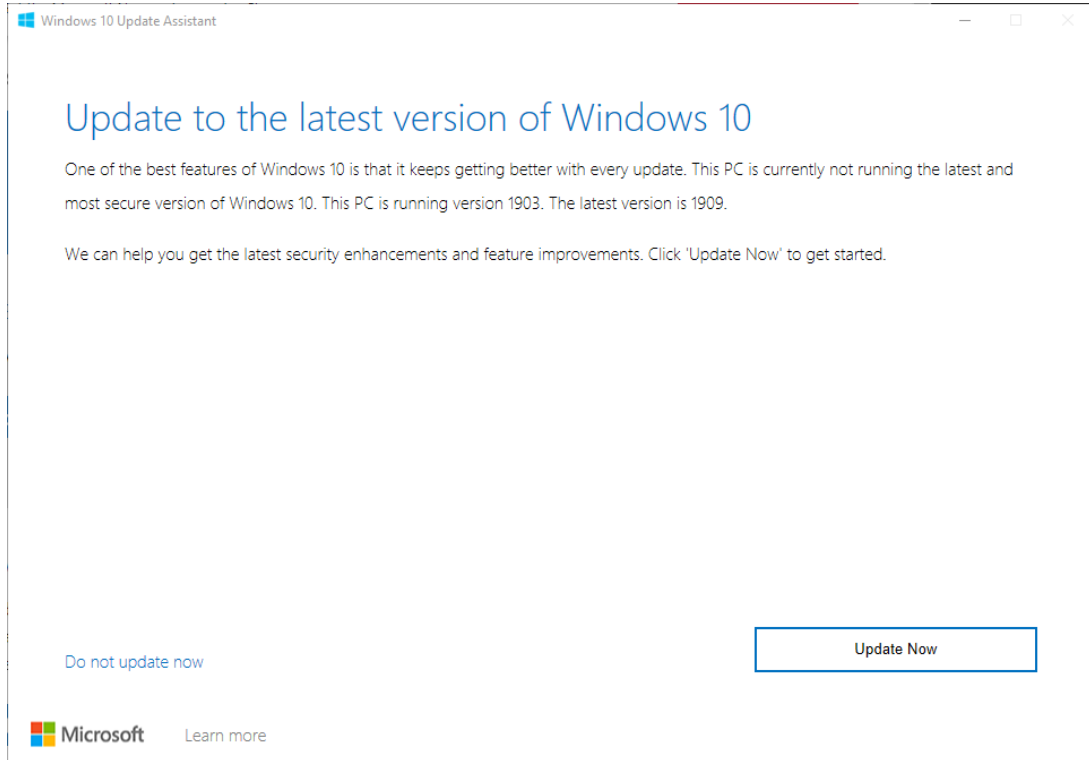 Windows 10 Update Assistant
Update to the latest version of Windows 10
One of the best features of Windows 10 is that it keeps getting better with every update. This PC is currently not running the latest and
most secure version of Windows 10. This PC is running version 1903. The latest version is 1909.
We can help you get the latest security enhancements and feature improvements. Click 'Update Now' to get started.
Do not update now
Update Now
Microsoft
Learn more